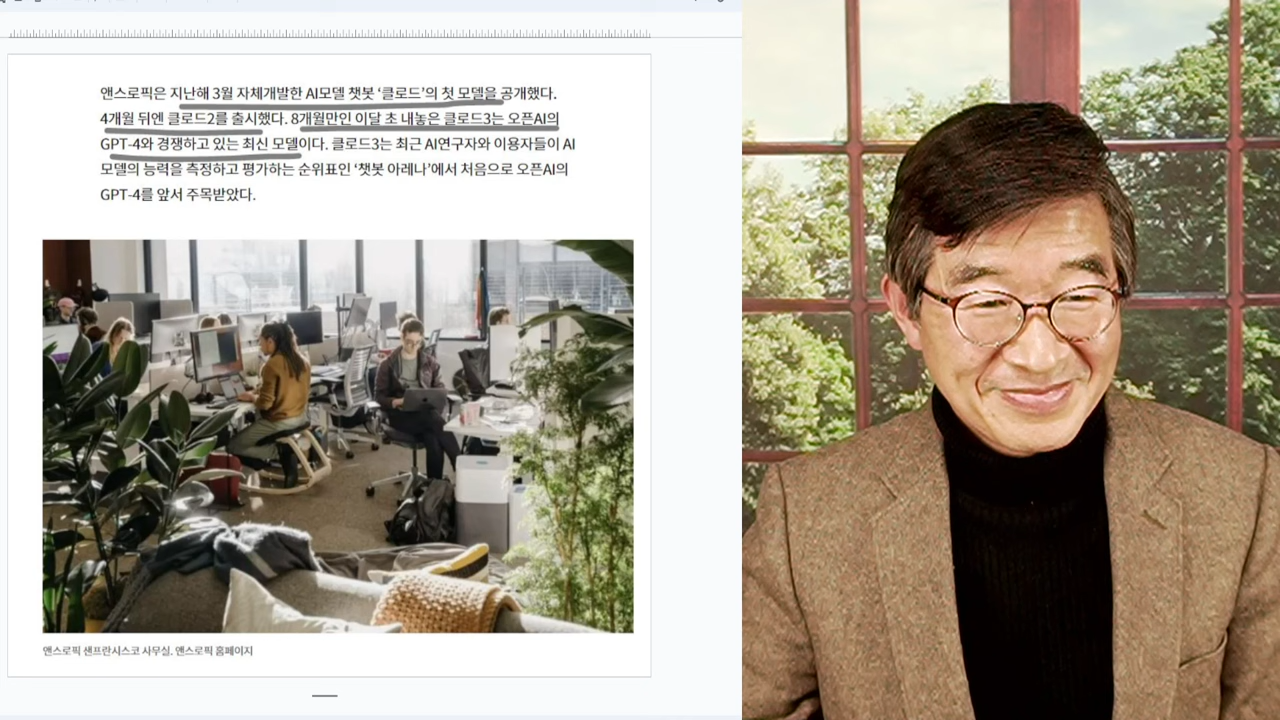 앤스로픽은 지난해 3월 자체개발한 AI모델 챗봇 ‘클로드’의 첫 모델을 공개했다.
4개월 뒤엔 클로드2를 출시했다. 8개월만인 이달 초 내놓은 클로드3는 오픈AI의
GPT-4와 경쟁하고 있는 최신 모델이다. 클로드3는 최근 AI연구자와 이용자들이 AI
모델의 능력을 측정하고 평가하는 순위표인 ‘챗봇 아레나’에서 처음으로 오픈AI의
GPT-4를 앞서 주목받았다.
앤스로픽 샌프란시스코 사무실. 앤스로픽 홈페이지